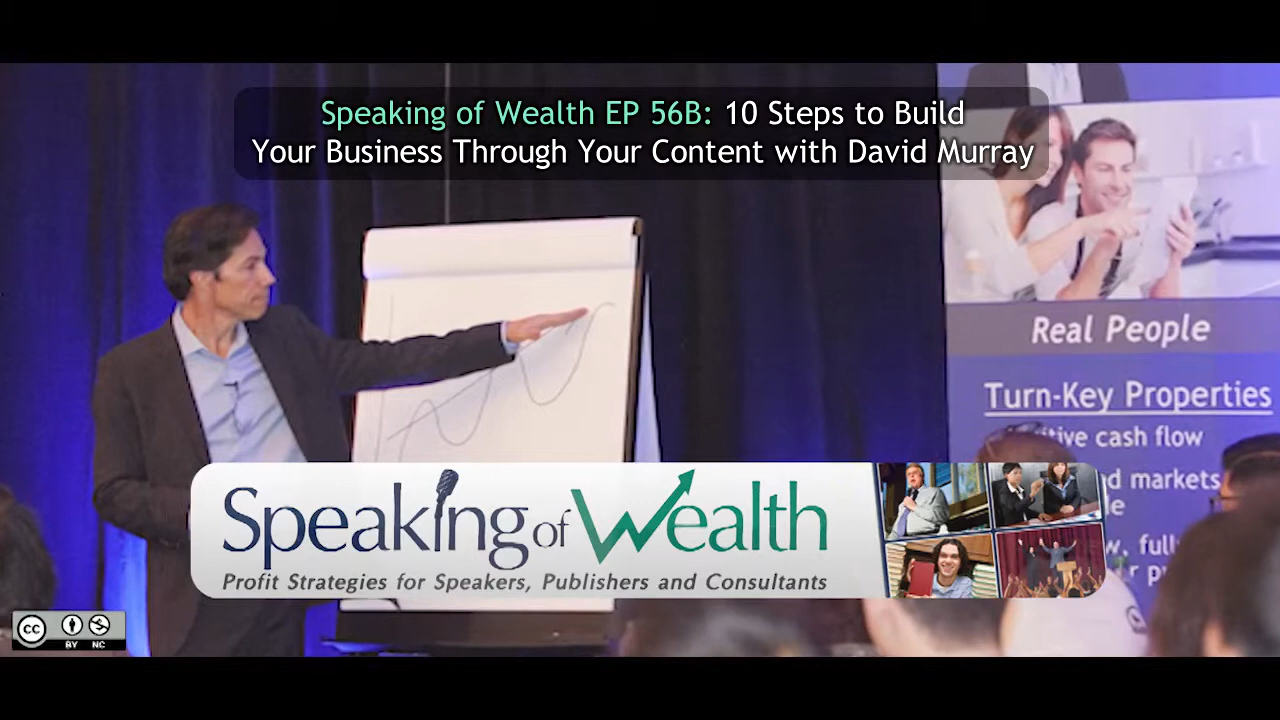 Speaking of Wealth EP 56B: 10 Steps to Build
Your Business Through Your Content with David Murray
Real People
Turn-Key Properties
cash flow
markets
Speaking of Wealth
Profit Strategies for Speakers, Publishers and Consultants
cc
BY NC